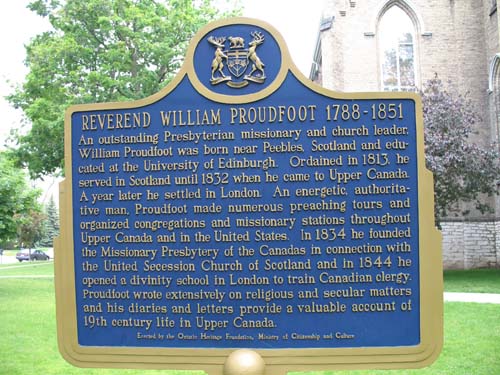 REVEREND WILLIAM PROUDFOOT 1788-1851
An outstanding Presbyterian missionary and church leader,
William Proudfoot was born near Peebles, Scotland and edu-
cated at the University of Edinburgh. Ordained in 1813, he
served in Scotland until 1832 when he came to Upper Canada.
A year later he settled in London. An energetic, authorita-
tive man, Proudfoot made numerous preaching tours and
organized congregations and missionary stations throughout
Upper Canada and in the United States. In 1834 he founded
the Missionary Presbytery of the Canadas in connection with
the United Secession Church of Scotland and in 1844 he
opened a divinity school in London to train Canadian clergy.
Proudfoot wrote extensively on religious and secular matters
and his diaries and letters provide a valuable account of
19th century life in Upper Canada.
Erected by the Ontario Heritage Foundation, Ministry of Citizenship and Culture